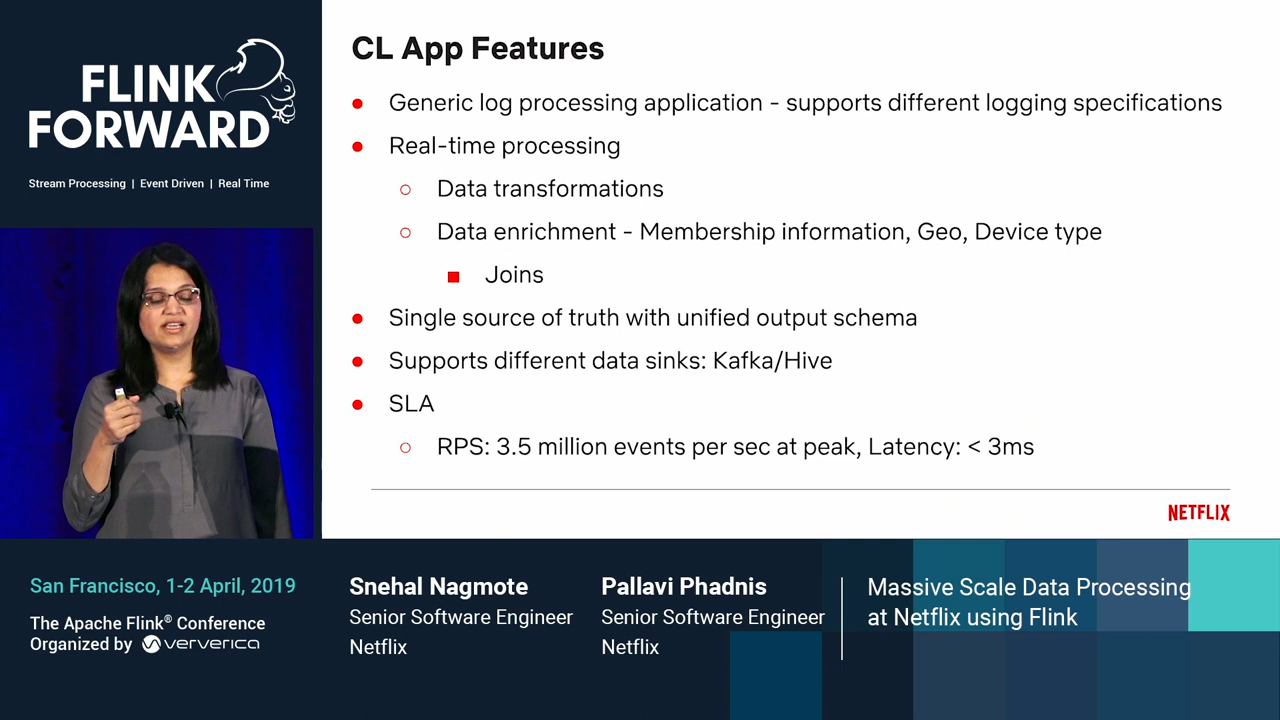 FLINK
FORWARD
Stream Processing | Event Driven | Real Time
CL App Features
● Generic log processing application - supports different logging specifications
● Real-time processing
○ Data transformations
○ Data enrichment - Membership information, Geo, Device type
■ Joins
● Single source of truth with unified output schema
● Supports different data sinks: Kafka/Hive
● SLA
○ RPS: 3.5 million events per sec at peak, Latency: < 3ms
NETFLIX
San Francisco, 1-2 April, 2019
The Apache Flink® Conference
Organized by ververica
Snehal Nagmote
Senior Software Engineer
Netflix
Pallavi Phadnis
Senior Software Engineer
Netflix
Massive Scale Data Processing
at Netflix using Flink